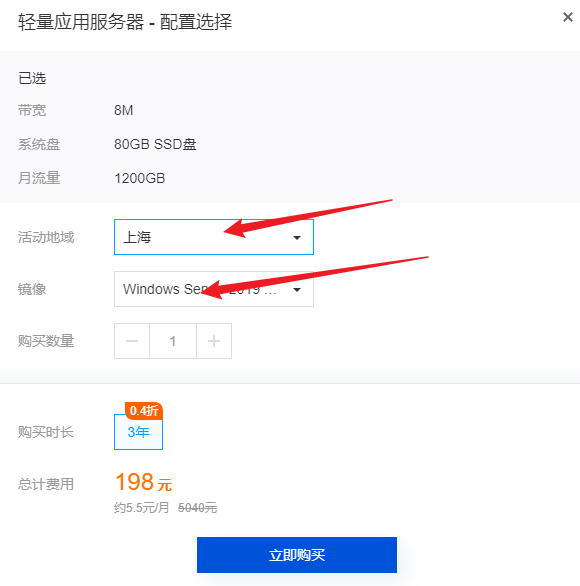 轻量应用服务器 - 配置选择
已选
带宽 8M
系统盘 80GB SSD盘
月流量 1200GB
活动地域 上海
镜像 Windows Ser 2019 ...
购买数量 1
0.4折
购买时长 3年
总计费用 198 元
约5.5元/月 5040元
立即购买